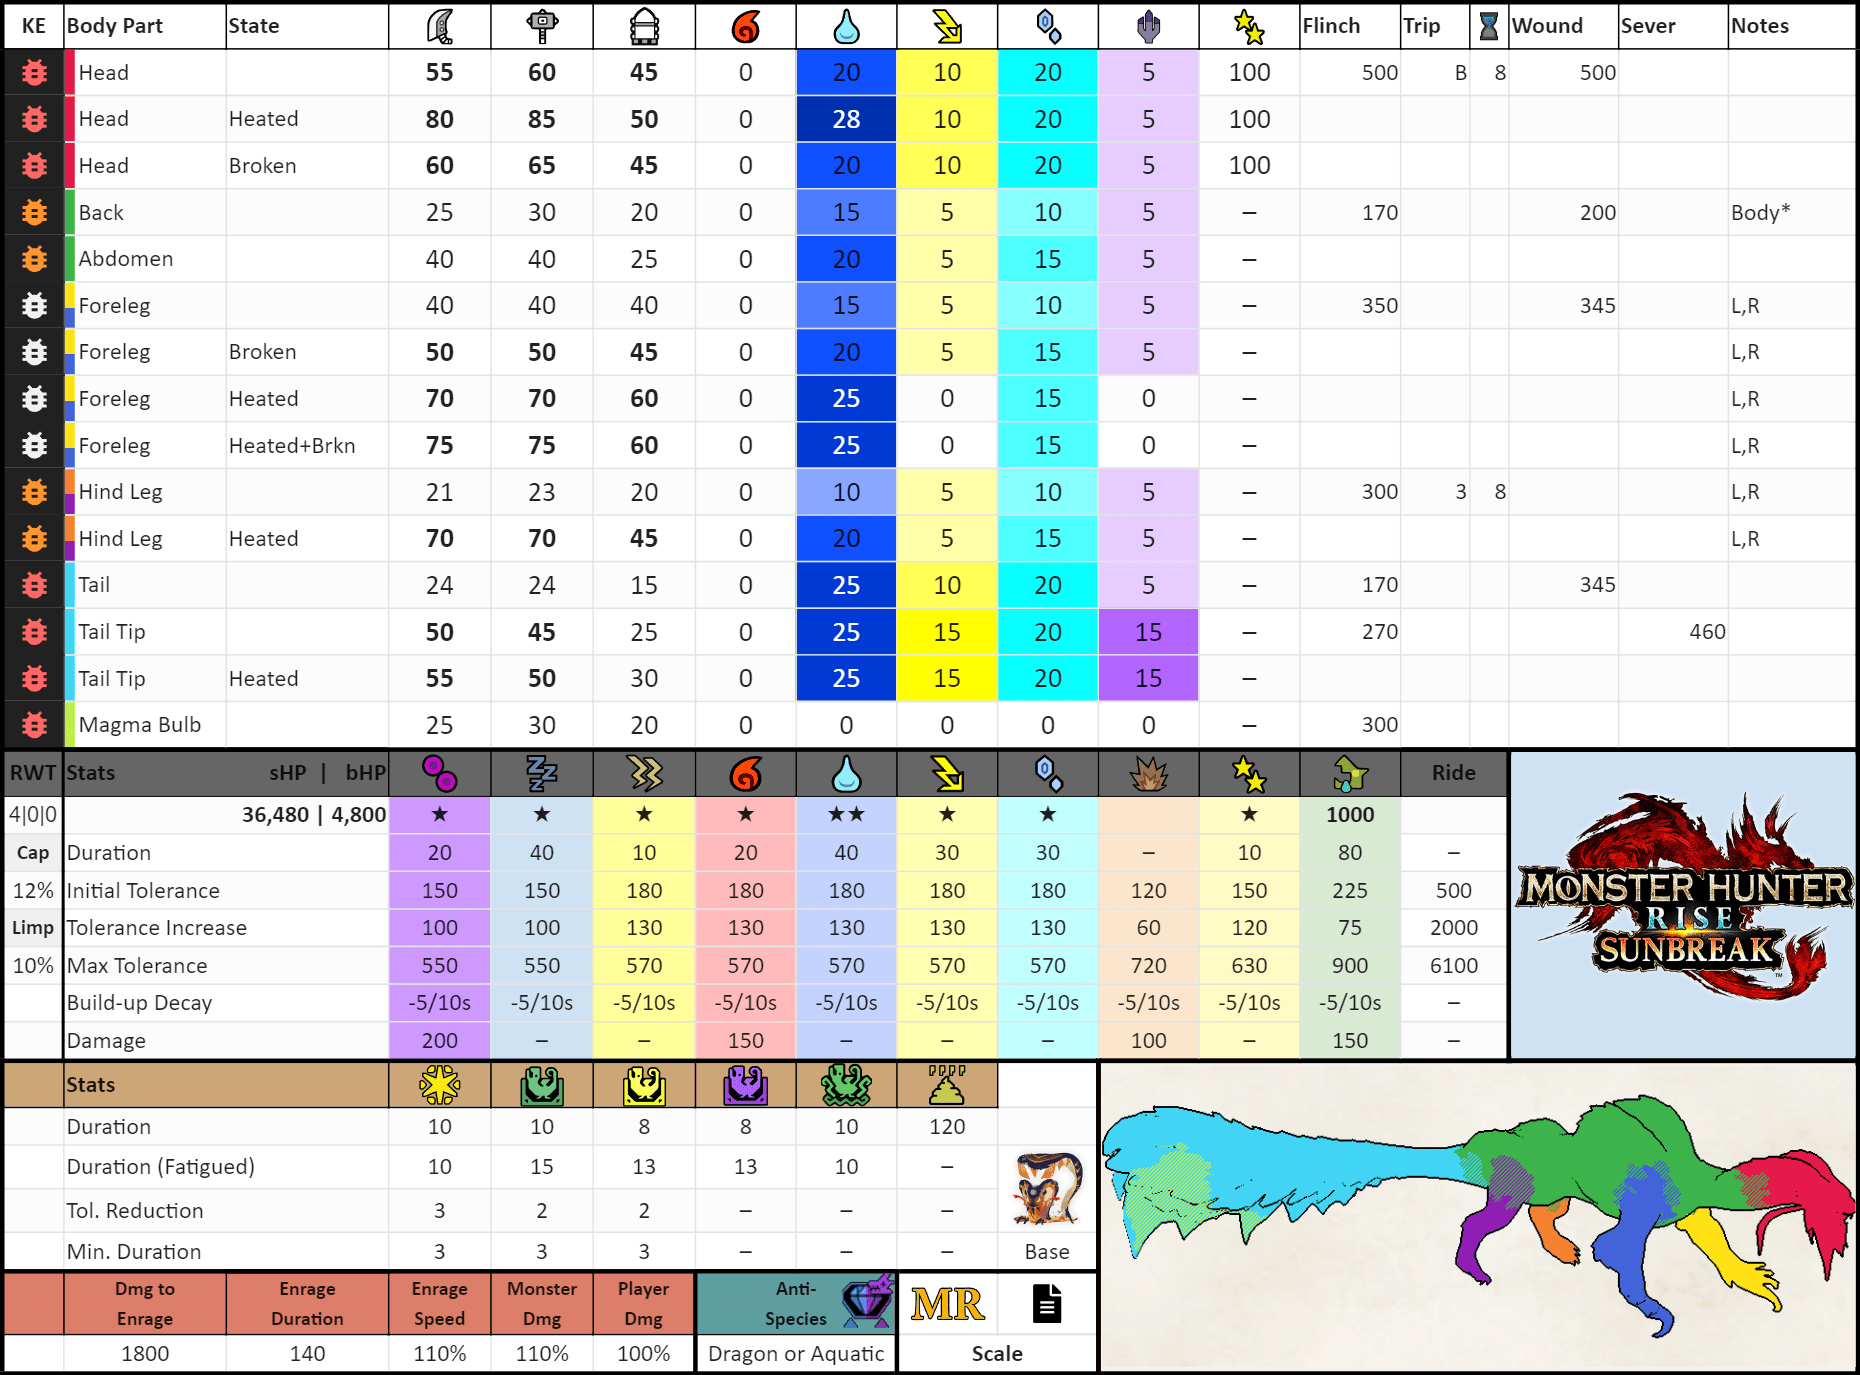 KE Body Part State Flinch Trip Wound Sever Notes
Head 55 60 45 0 20 10 20 5 100 500 B 8 500
Head Heated 80 85 50 0 28 10 20 5 100
Head Broken 60 65 45 0 20 10 20 5 100
Back 25 30 20 0 15 5 10 5 – 170 200 Body*
Abdomen 40 40 25 0 20 5 15 5 –
Foreleg 40 40 40 0 15 5 10 5 – 350 345 L,R
Foreleg Broken 50 50 45 0 20 5 15 5 – L,R
Foreleg Heated 70 70 60 0 25 0 15 0 – L,R
Foreleg Heated+Brkn 75 75 60 0 25 0 15 0 – L,R
Hind Leg 21 23 20 0 10 5 10 5 – 300 3 8 L,R
Hind Leg Heated 70 70 45 0 20 5 15 5 – L,R
Tail 24 24 15 0 25 10 20 5 – 170 345
Tail Tip 50 45 25 0 25 15 20 15 – 270 460
Tail Tip Heated 55 50 30 0 25 15 20 15 –
Magma Bulb 25 30 20 0 0 0 0 0 – 300
RWT Stats sHP | bHP Ride
4|0|0 36,480 | 4,800 ★ ★ ★ ★ ★★ ★ ★ ★ 1000
Cap Duration 20 40 10 20 40 30 30 – 10 80 –
12% Initial Tolerance 150 150 180 180 180 180 180 120 150 225 500
Limp Tolerance Increase 100 100 130 130 130 130 130 60 120 75 2000
10% Max Tolerance 550 550 570 570 570 570 570 720 630 900 6100
Build-up Decay -5/10s -5/10s -5/10s -5/10s -5/10s -5/10s -5/10s -5/10s -5/10s -5/10s –
Damage 200 – – 150 – – – 100 – 150 –
MONSTER HUNTER
RISE
SUNBREAK
™
Stats
Duration 10 10 8 8 10 120
Duration (Fatigued) 10 15 13 13 10 –
Tol. Reduction 3 2 2 – – –
Min. Duration 3 3 3 – – – Base
Dmg to Enrage Enrage Monster Player Anti-
Enrage Duration Speed Dmg Dmg Species MR
1800 140 110% 110% 100% Dragon or Aquatic Scale